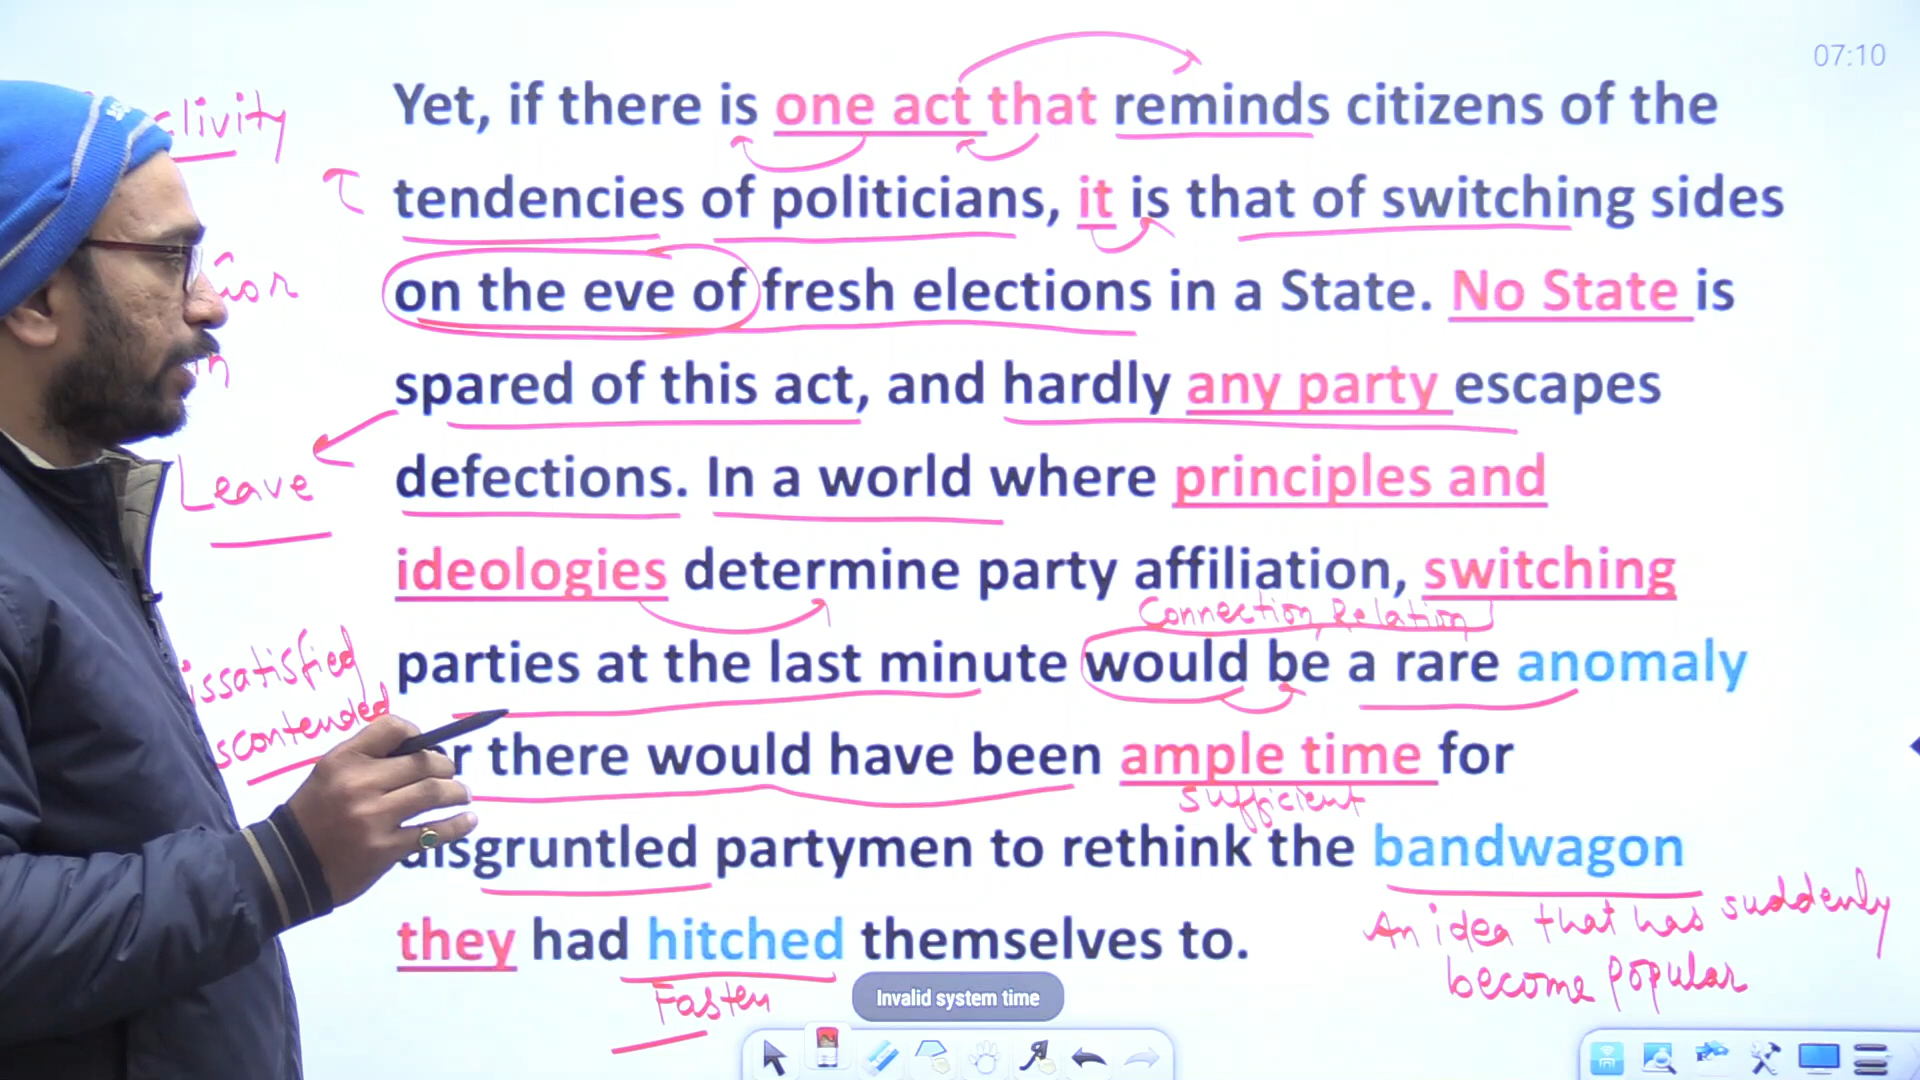 07:10
Yet, if there is one act that reminds citizens of the
clivity
tendencies of politicians, it is that of switching sides
on the eve of fresh elections in a State. No State is
spared of this act, and hardly any party escapes
Leave
defections. In a world where principles and
ideologies determine party affiliation, switching
Connection, Relation
parties at the last minute would be a rare anomaly
issatisfied
scontended
there would have been ample time for
sufficient
disgruntled partymen to rethink the bandwagon
An idea that has suddenly
become popular
they had hitched themselves to.
Fasten
Invalid system time